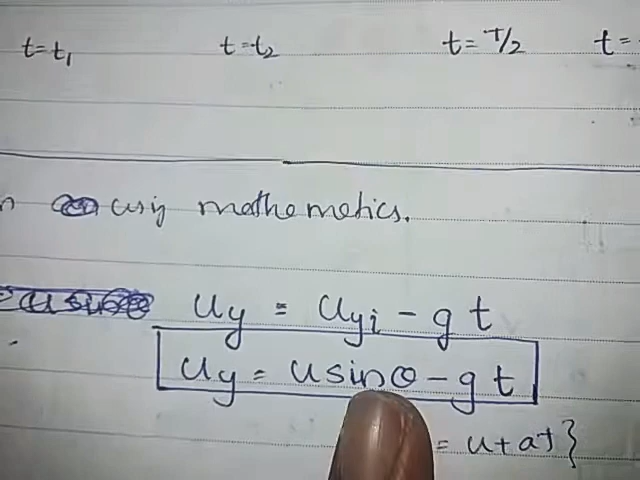 t=t₁ t=t₂ t=T/2 t=
using mathematics.
uy = uyi - gt
uy = usinθ - gt
= u+at}